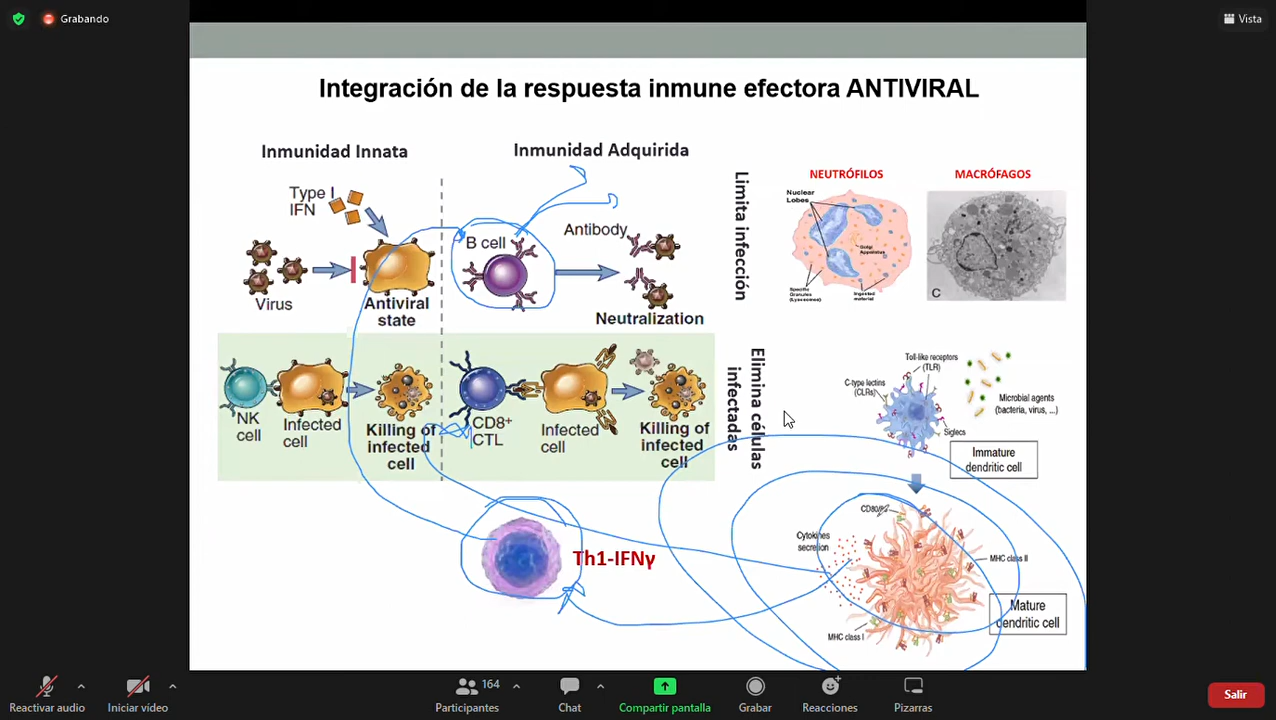 Grabando
Vista
Integración de la respuesta inmune efectora ANTIVIRAL
Inmunidad Innata
Inmunidad Adquirida
Type I
IFN
Virus
Antiviral
state
B cell
Antibody
Neutralization
Limita infección
NEUTRÓFILOS
Nuclear
Lobes
Golgi
Apparatus
Specific
Granules
(Lysosomes)
Ingested
material
MACRÓFAGOS
C
NK
cell
Infected
cell
Killing of
infected
cell
CD8+
CTL
Infected
cell
Killing of
infected
cell
Elimina células
infectadas
Toll-like receptors
(TLR)
C-type lectins
(CLRs)
Microbial agents
(bacteria, virus, ...)
Siglecs
Immature
dendritic cell
Th1-IFNγ
Cytokines
secretion
MHC class II
MHC class I
Mature
dendritic cell
Reactivar audio
Iniciar video
164
Participantes
Chat
Compartir pantalla
Grabar
Reacciones
Pizarras
Salir